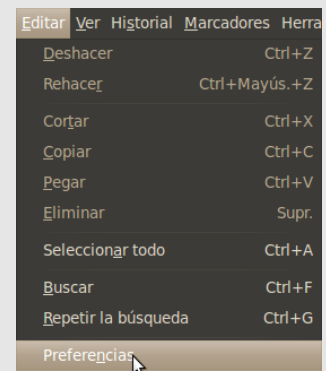 Editar Ver Historial Marcadores Herra
Deshacer Ctrl+Z
Rehacer Ctrl+Mayús.+Z
Cortar Ctrl+X
Copiar Ctrl+C
Pegar Ctrl+V
Eliminar Supr.
Seleccionar todo Ctrl+A
Buscar Ctrl+F
Repetir la búsqueda Ctrl+G
Preferencias